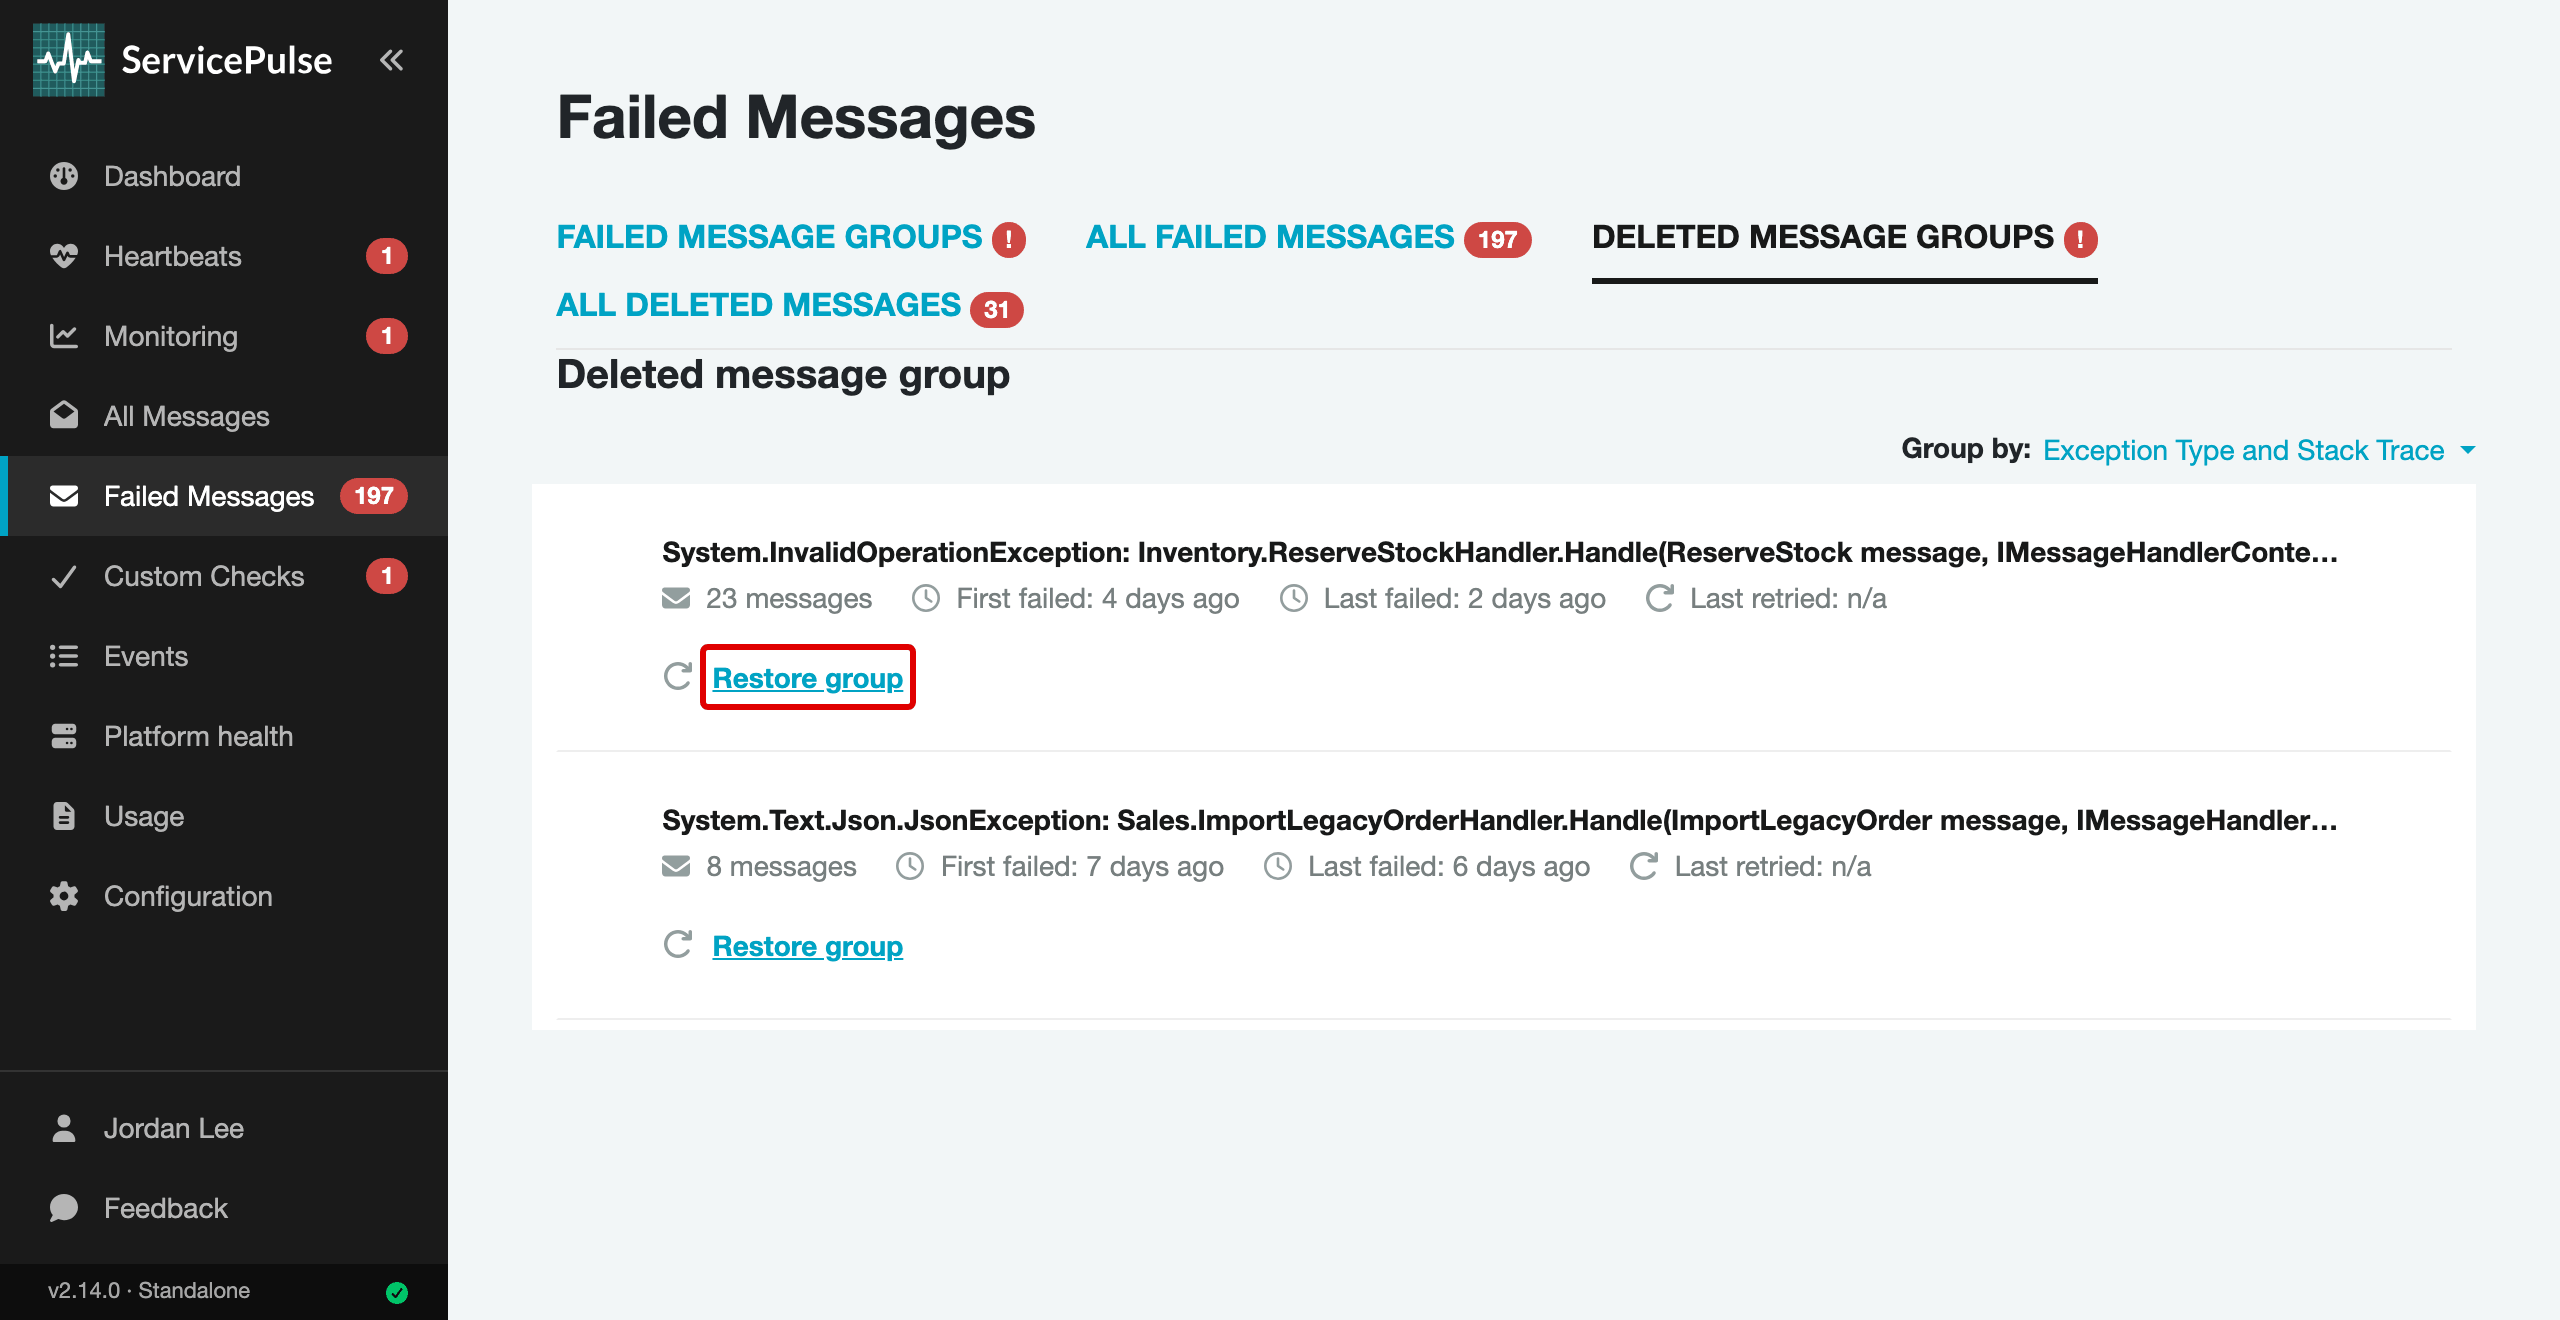 ServicePulse
Dashboard
Heartbeats 1
Monitoring 1
All Messages
Failed Messages 197
Custom Checks 1
Events
Platform health
Usage
Configuration
Jordan Lee
Feedback
v2.14.0 · Standalone
Failed Messages
FAILED MESSAGE GROUPS ! ALL FAILED MESSAGES 197 DELETED MESSAGE GROUPS !
ALL DELETED MESSAGES 31
Deleted message group
Group by: Exception Type and Stack Trace
System.InvalidOperationException: Inventory.ReserveStockHandler.Handle(ReserveStock message, IMessageHandlerConte...
23 messages First failed: 4 days ago Last failed: 2 days ago Last retried: n/a
Restore group
System.Text.Json.JsonException: Sales.ImportLegacyOrderHandler.Handle(ImportLegacyOrder message, IMessageHandler...
8 messages First failed: 7 days ago Last failed: 6 days ago Last retried: n/a
Restore group